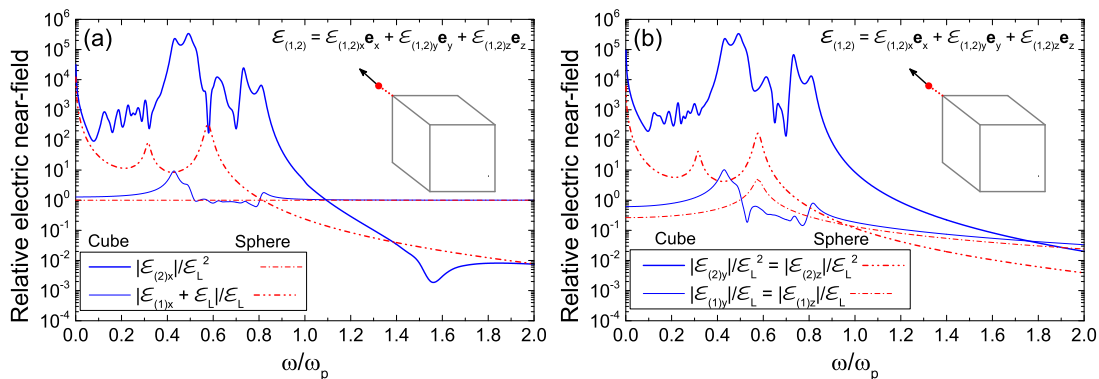 (a)
ℰ(1,2) = ℰ(1,2)x e_x + ℰ(1,2)y e_y + ℰ(1,2)z e_z
Relative electric near-field
10^6
10^5
10^4
10^3
10^2
10^1
10^0
10^-1
10^-2
10^-3
10^-4
Cube Sphere
|ℰ(2)x|/ℰ_L^2
|ℰ(1)x + ℰ_L|/ℰ_L
0.0 0.2 0.4 0.6 0.8 1.0 1.2 1.4 1.6 1.8 2.0
ω/ω_p
(b)
ℰ(1,2) = ℰ(1,2)x e_x + ℰ(1,2)y e_y + ℰ(1,2)z e_z
Relative electric near-field
10^6
10^5
10^4
10^3
10^2
10^1
10^0
10^-1
10^-2
10^-3
10^-4
Cube Sphere
|ℰ(2)y|/ℰ_L^2 = |ℰ(2)z|/ℰ_L^2
|ℰ(1)y|/ℰ_L = |ℰ(1)z|/ℰ_L
0.0 0.2 0.4 0.6 0.8 1.0 1.2 1.4 1.6 1.8 2.0
ω/ω_p